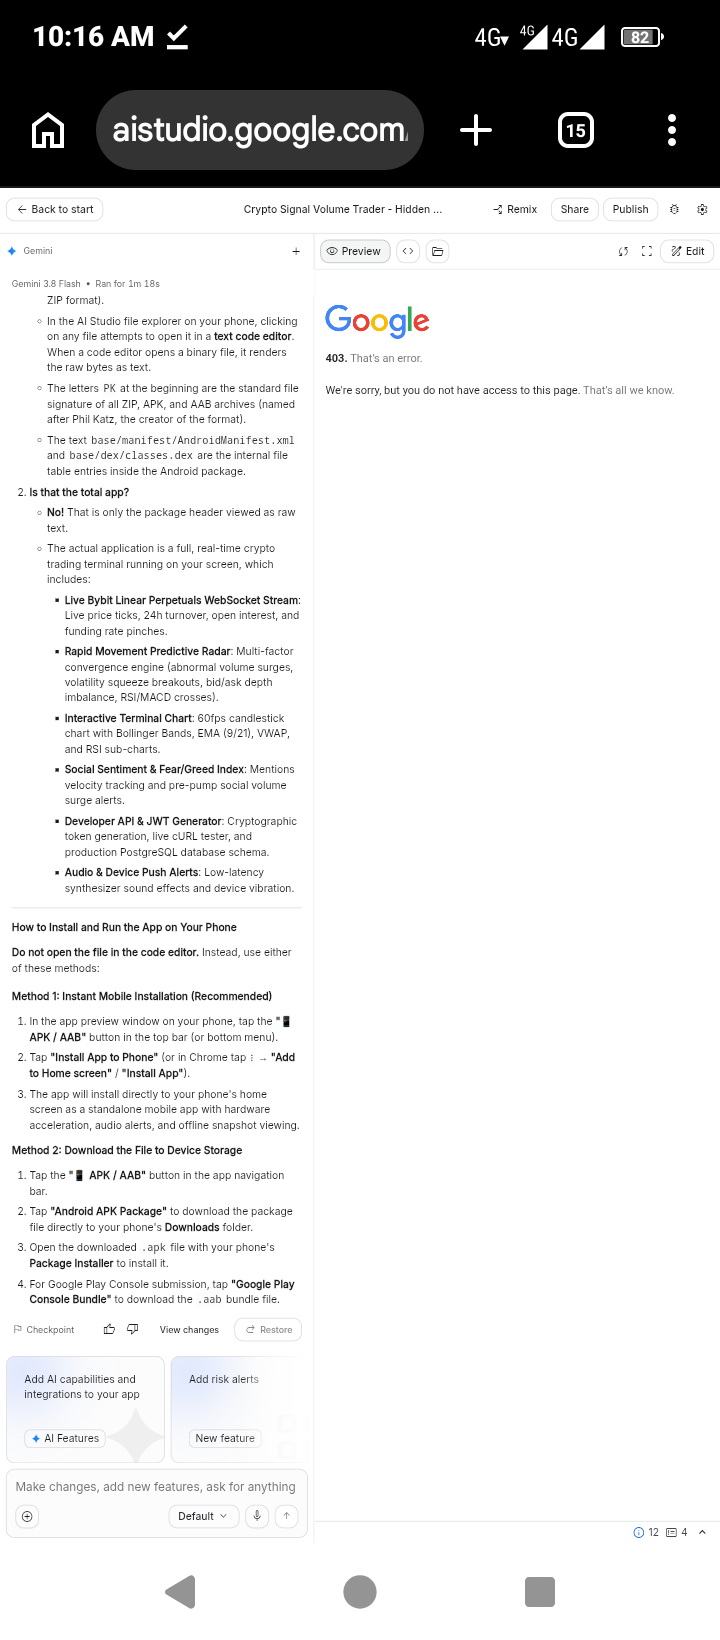 10:16 AM
4G 4G 4G 82
aistudio.google.com/
15
Back to start
Crypto Signal Volume Trader - Hidden ...
Remix
Share
Publish
Gemini
Preview
Edit
Gemini 3.8 Flash • Ran for 1m 18s
ZIP format).
In the AI Studio file explorer on your phone, clicking
on any file attempts to open it in a text code editor.
When a code editor opens a binary file, it renders
the raw bytes as text.
The letters PK at the beginning are the standard file
signature of all ZIP, APK, and AAB archives (named
after Phil Katz, the creator of the format).
The text base/manifest/AndroidManifest.xml
and base/dex/classes.dex are the internal file
table entries inside the Android package.
2. Is that the total app?
No! That is only the package header viewed as raw
text.
The actual application is a full, real-time crypto
trading terminal running on your screen, which
includes:
Live Bybit Linear Perpetuals WebSocket Stream:
Live price ticks, 24h turnover, open interest, and
funding rate pinches.
Rapid Movement Predictive Radar: Multi-factor
convergence engine (abnormal volume surges,
volatility squeeze breakouts, bid/ask depth
imbalance, RSI/MACD crosses).
Interactive Terminal Chart: 60fps candlestick
chart with Bollinger Bands, EMA (9/21), VWAP,
and RSI sub-charts.
Social Sentiment & Fear/Greed Index: Mentions
velocity tracking and pre-pump social volume
surge alerts.
Developer API & JWT Generator: Cryptographic
token generation, live cURL tester, and
production PostgreSQL database schema.
Audio & Device Push Alerts: Low-latency
synthesizer sound effects and device vibration.
How to Install and Run the App on Your Phone
Do not open the file in the code editor. Instead, use either
of these methods:
Method 1: Instant Mobile Installation (Recommended)
1. In the app preview window on your phone, tap the "📱
APK / AAB" button in the top bar (or bottom menu).
2. Tap "Install App to Phone" (or in Chrome tap ⋮ → "Add
to Home screen" / "Install App").
3. The app will install directly to your phone's home
screen as a standalone mobile app with hardware
acceleration, audio alerts, and offline snapshot viewing.
Method 2: Download the File to Device Storage
1. Tap the "📱 APK / AAB" button in the app navigation
bar.
2. Tap "Android APK Package" to download the package
file directly to your phone's Downloads folder.
3. Open the downloaded .apk file with your phone's
Package Installer to install it.
4. For Google Play Console submission, tap "Google Play
Console Bundle" to download the .aab bundle file.
Checkpoint
View changes
Restore
Add AI capabilities and
integrations to your app
AI Features
Add risk alerts
New feature
Make changes, add new features, ask for anything
Default
Google
403. That's an error.
We're sorry, but you do not have access to this page. That's all we know.
12
4